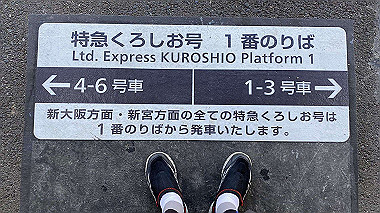 特急くろしお号 1番のりば
Ltd. Express KUROSHIO Platform 1
←4-6号車 1-3号車→
新大阪方面・新宮方面の全ての特急くろしお号は
1番のりばから発車いたします。